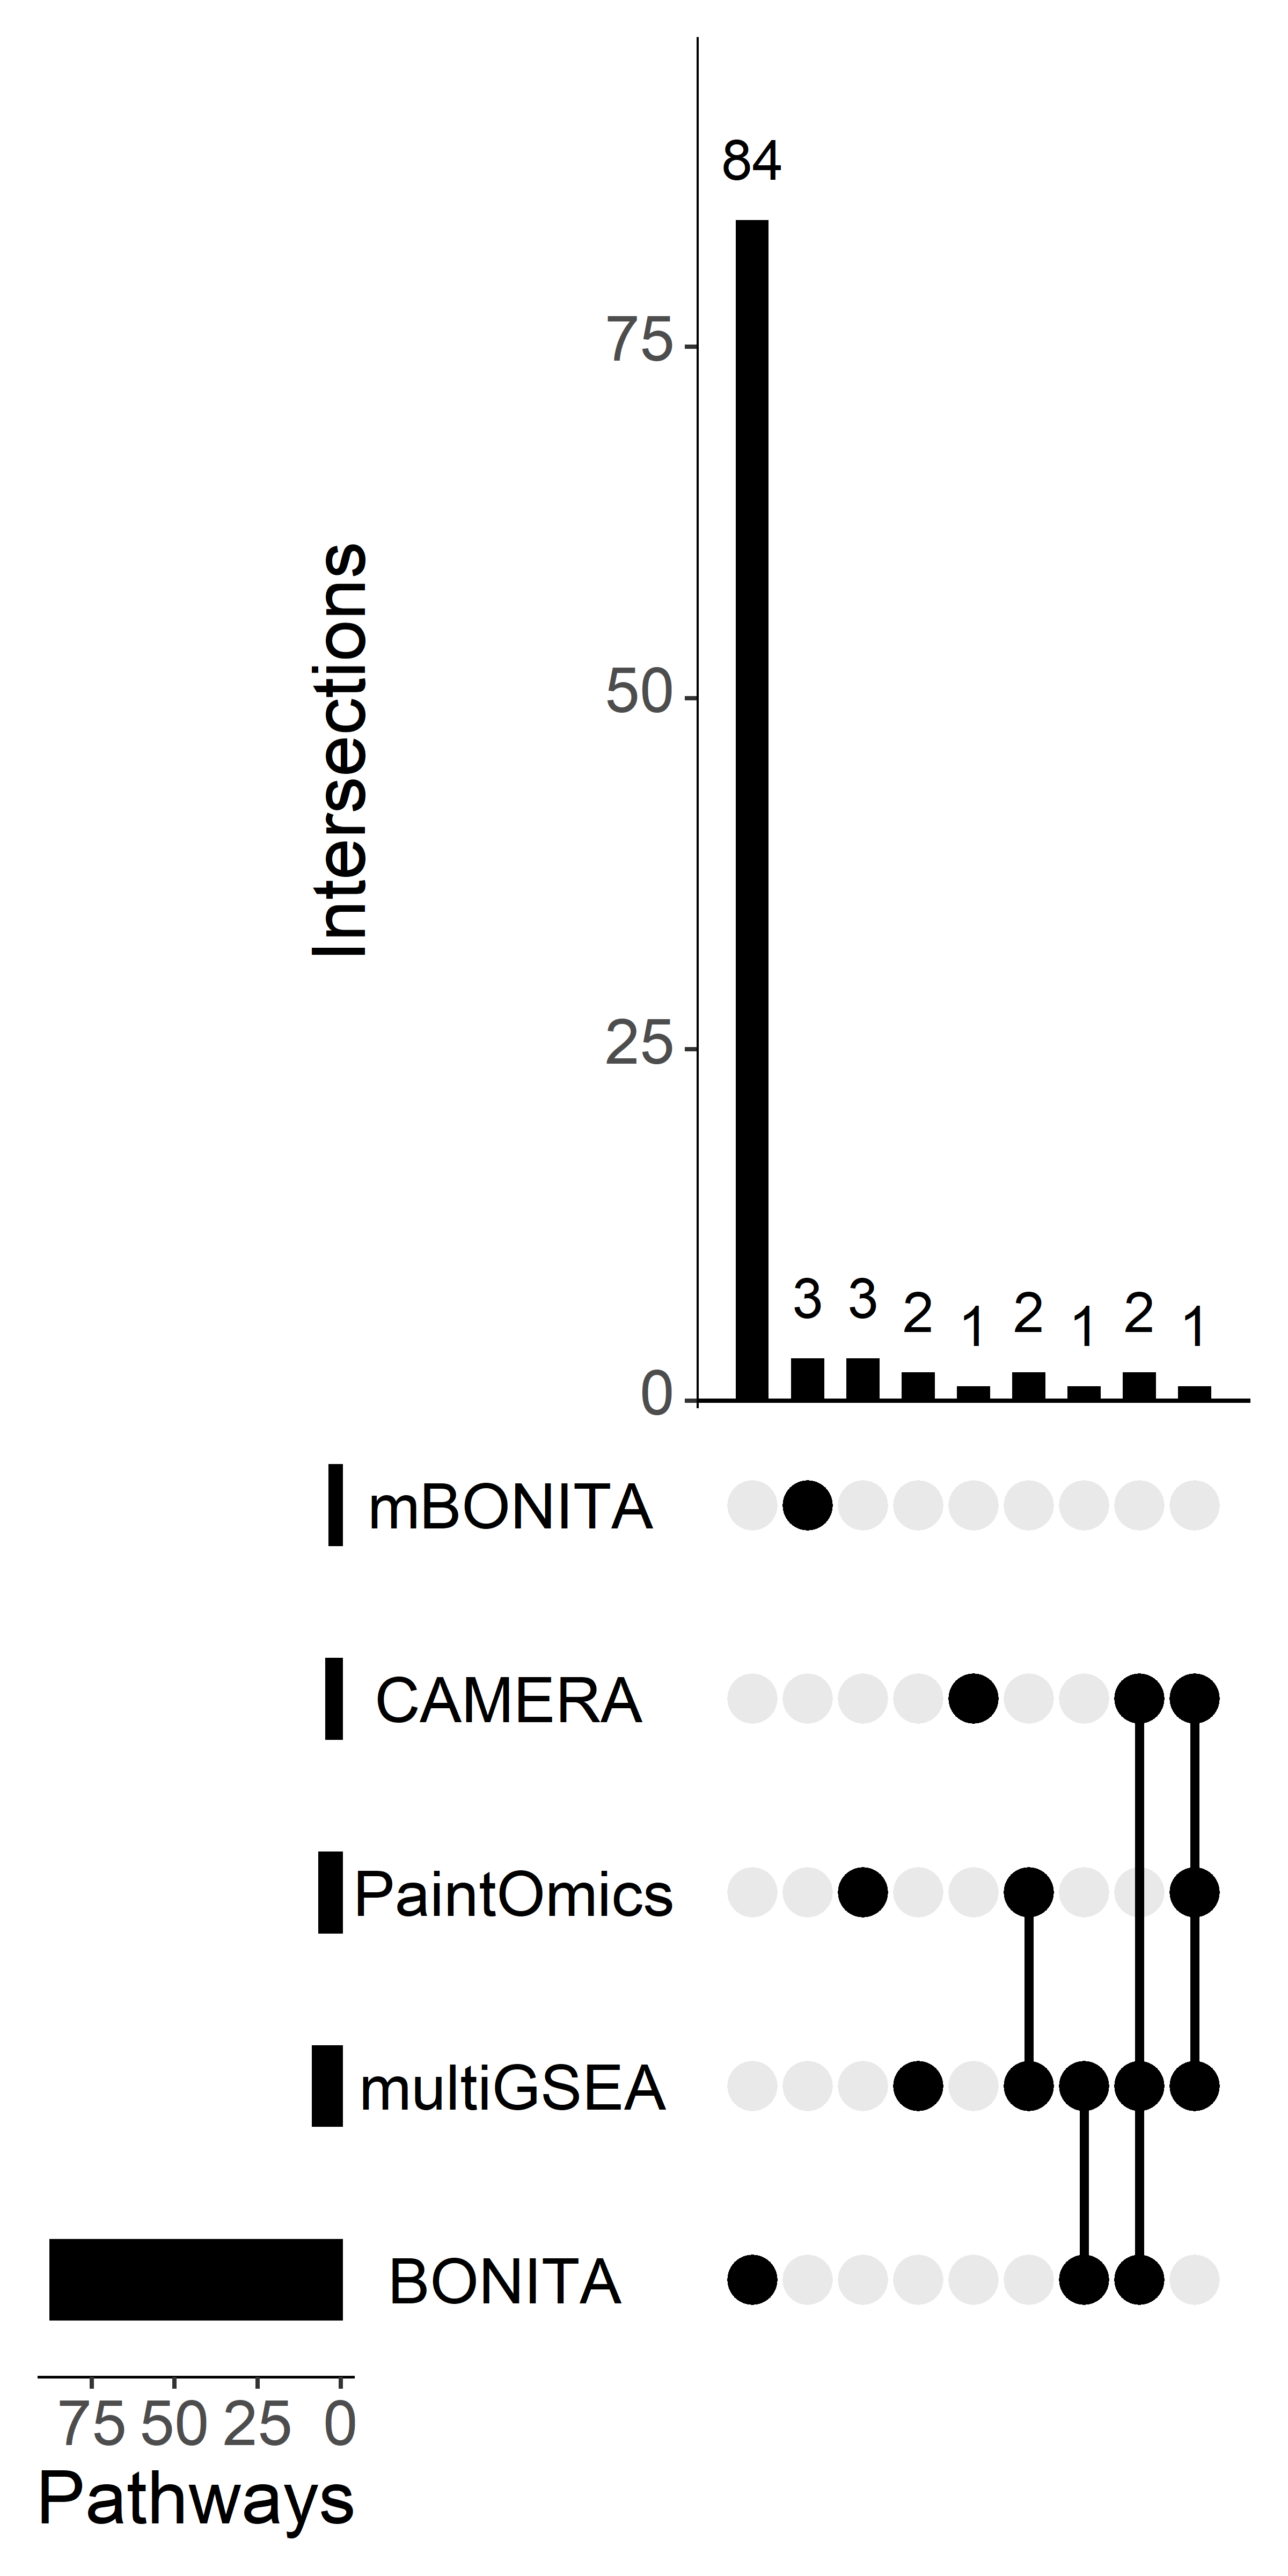 84
75
50
25
0
Intersections
3 3 2 1 2 1 2 1
mBONITA
CAMERA
PaintOmics
multiGSEA
BONITA
75 50 25 0
Pathways